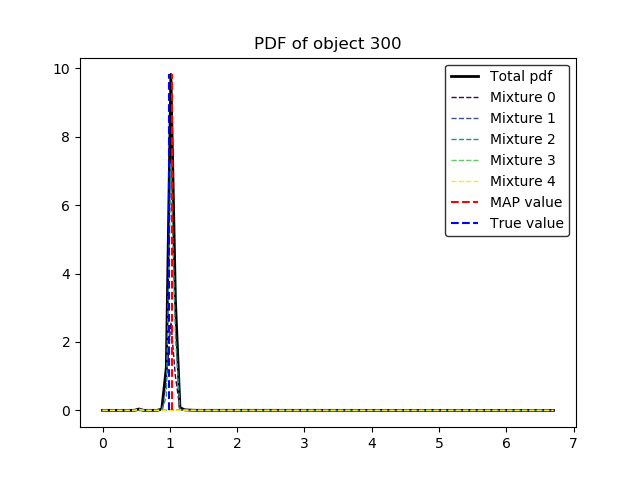 PDF of object 300
10
8
6
4
2
0
Total pdf
Mixture 0
Mixture 1
Mixture 2
Mixture 3
Mixture 4
MAP value
True value
0 1 2 3 4 5 6 7